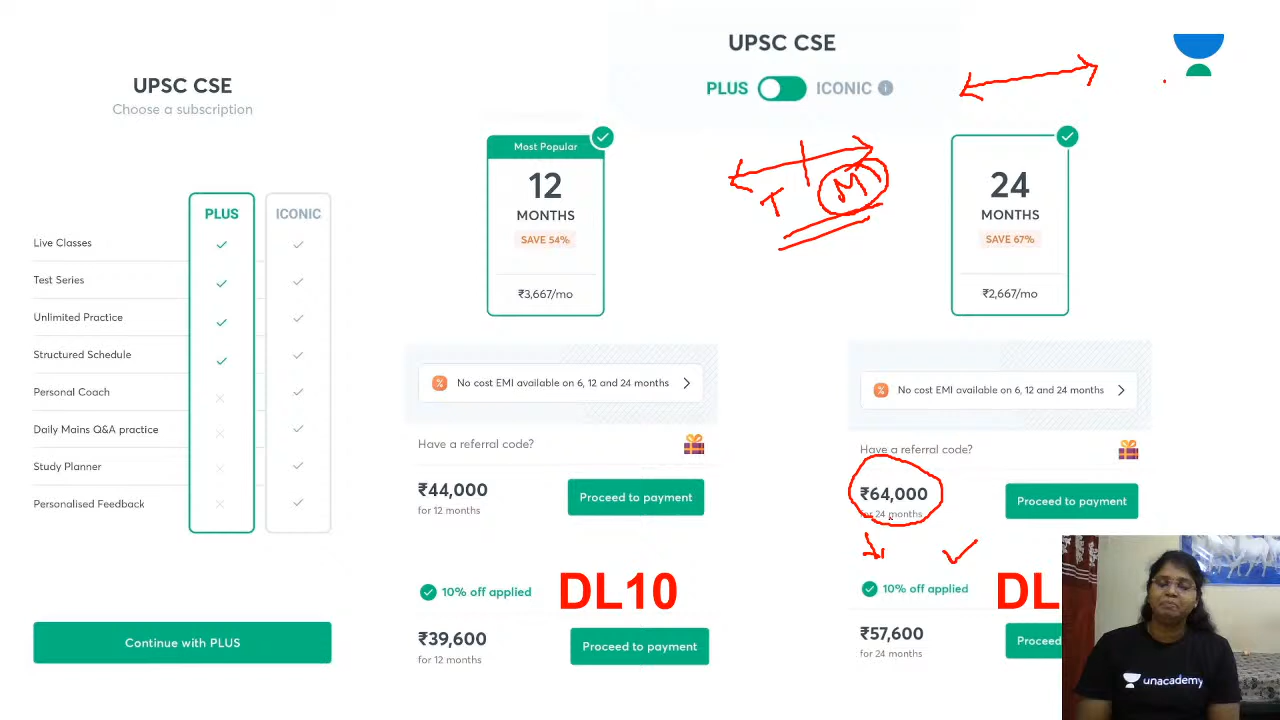 UPSC CSE
PLUS ICONIC
UPSC CSE
Choose a subscription
PLUS ICONIC
Live Classes
Test Series
Unlimited Practice
Structured Schedule
Personal Coach
Daily Mains Q&A practice
Study Planner
Personalised Feedback
Continue with PLUS
Most Popular
12
MONTHS
SAVE 54%
₹3,667/mo
No cost EMI available on 6, 12 and 24 months
Have a referral code?
₹44,000
for 12 months
Proceed to payment
10% off applied
DL10
₹39,600
for 12 months
Proceed to payment
T
M
24
MONTHS
SAVE 67%
₹2,667/mo
No cost EMI available on 6, 12 and 24 months
Have a referral code?
₹64,000
for 24 months
Proceed to payment
10% off applied
DL
₹57,600
for 24 months
Proceed
unacademy